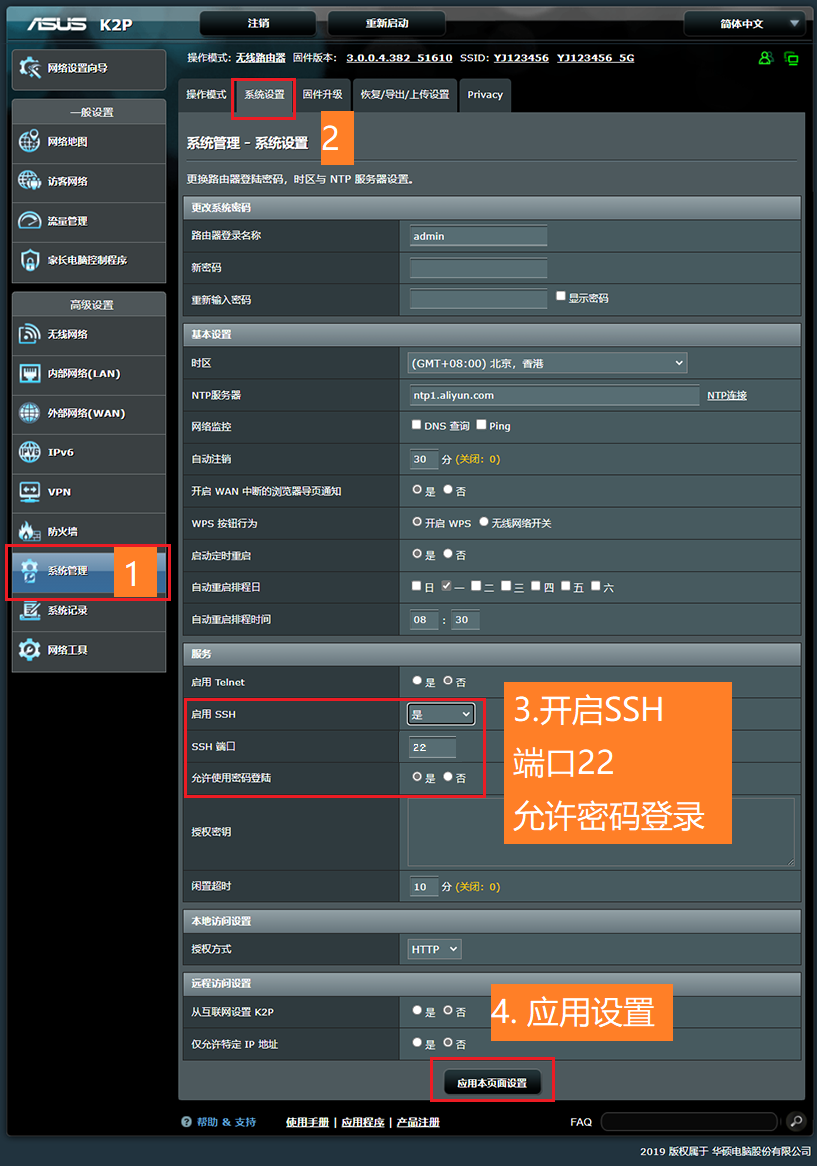 ASUS K2P 注销 重新启动 简体中文
操作模式: 无线路由器 固件版本: 3.0.0.4.382_51610 SSID: YJ123456 YJ123456_5G
网络设置向导
一般设置
网络地图
访客网络
流量管理
家长电脑控制程序
高级设置
无线网络
内部网络(LAN)
外部网络(WAN)
IPv6
VPN
防火墙
系统管理 1
系统记录
网络工具
操作模式 系统设置 固件升级 恢复/导出/上传设置 Privacy
2
系统管理 - 系统设置
更换路由器登陆密码，时区与 NTP 服务器设置。
更改系统密码
路由器登录名称 admin
新密码
重新输入密码 显示密码
基本设置
时区 (GMT+08:00) 北京，香港
NTP服务器 ntp1.aliyun.com NTP连接
网络监控 DNS 查询 Ping
自动注销 30 分 (关闭: 0)
开启 WAN 中断的浏览器导页通知 是 否
WPS 按钮行为 开启 WPS 无线网络开关
启动定时重启 是 否
自动重启排程日 日 一 二 三 四 五 六
自动重启排程时间 08 : 30
服务
启用 Telnet 是 否
启用 SSH 是
SSH 端口 22
允许使用密码登陆 是 否
3.开启SSH
端口22
允许密码登录
授权密钥
闲置超时 10 分 (关闭: 0)
本地访问设置
授权方式 HTTP
远程访问设置
从互联网设置 K2P 是 否
仅允许特定 IP 地址 是 否
4. 应用设置
应用本页面设置
帮助 & 支持 使用手册 | 应用程序 | 产品注册 FAQ
2019 版权属于 华硕电脑股份有限公司